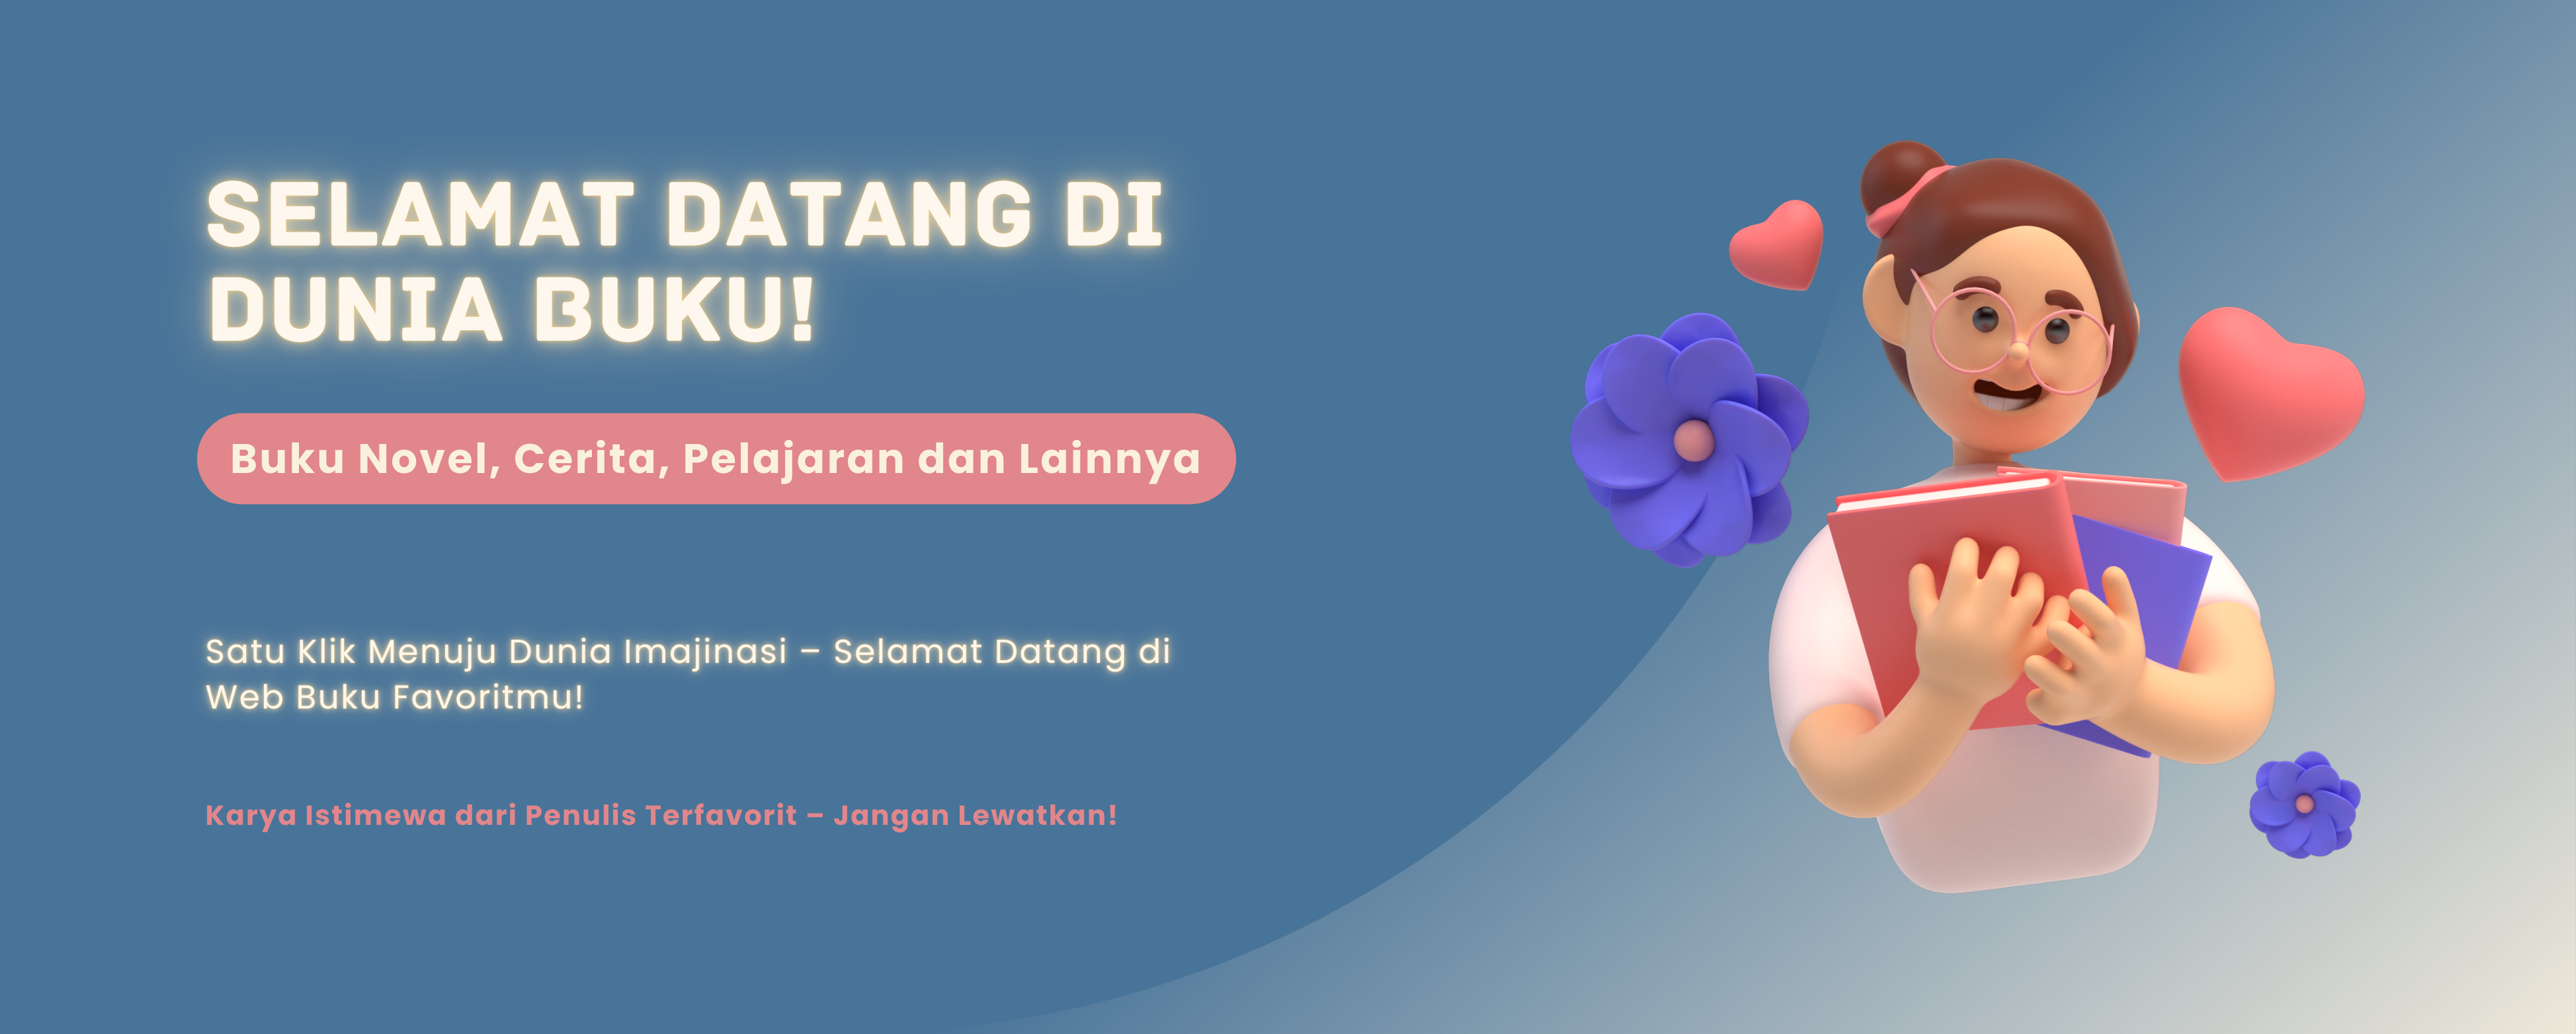 SELAMAT DATANG DI
DUNIA BUKU!
Buku Novel, Cerita, Pelajaran dan Lainnya
Satu Klik Menuju Dunia Imajinasi – Selamat Datang di
Web Buku Favoritmu!
Karya Istimewa dari Penulis Terfavorit – Jangan Lewatkan!